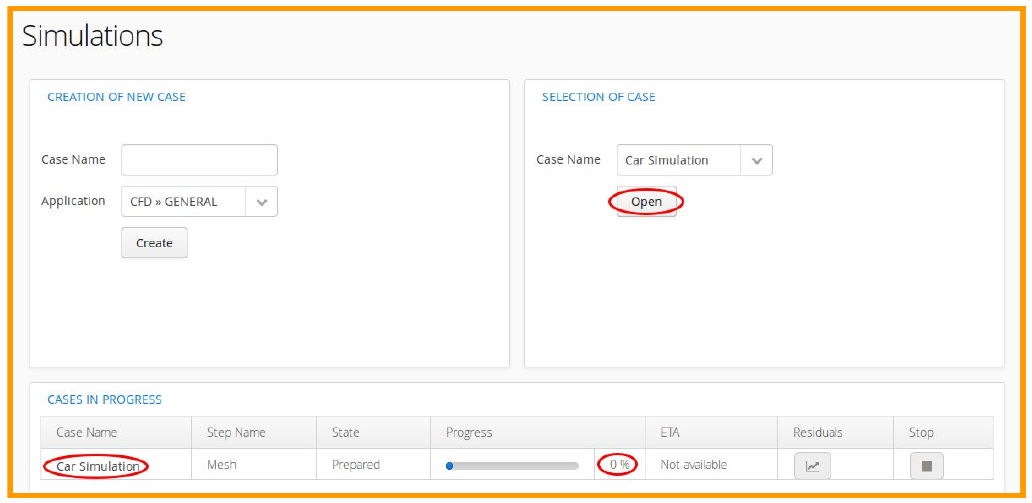 Simulations
CREATION OF NEW CASE
Case Name
Application CFD » GENERAL
Create
SELECTION OF CASE
Case Name Car Simulation
Open
CASES IN PROGRESS
Case Name Step Name State Progress ETA Residuals Stop
Car Simulation Mesh Prepared 0 % Not available